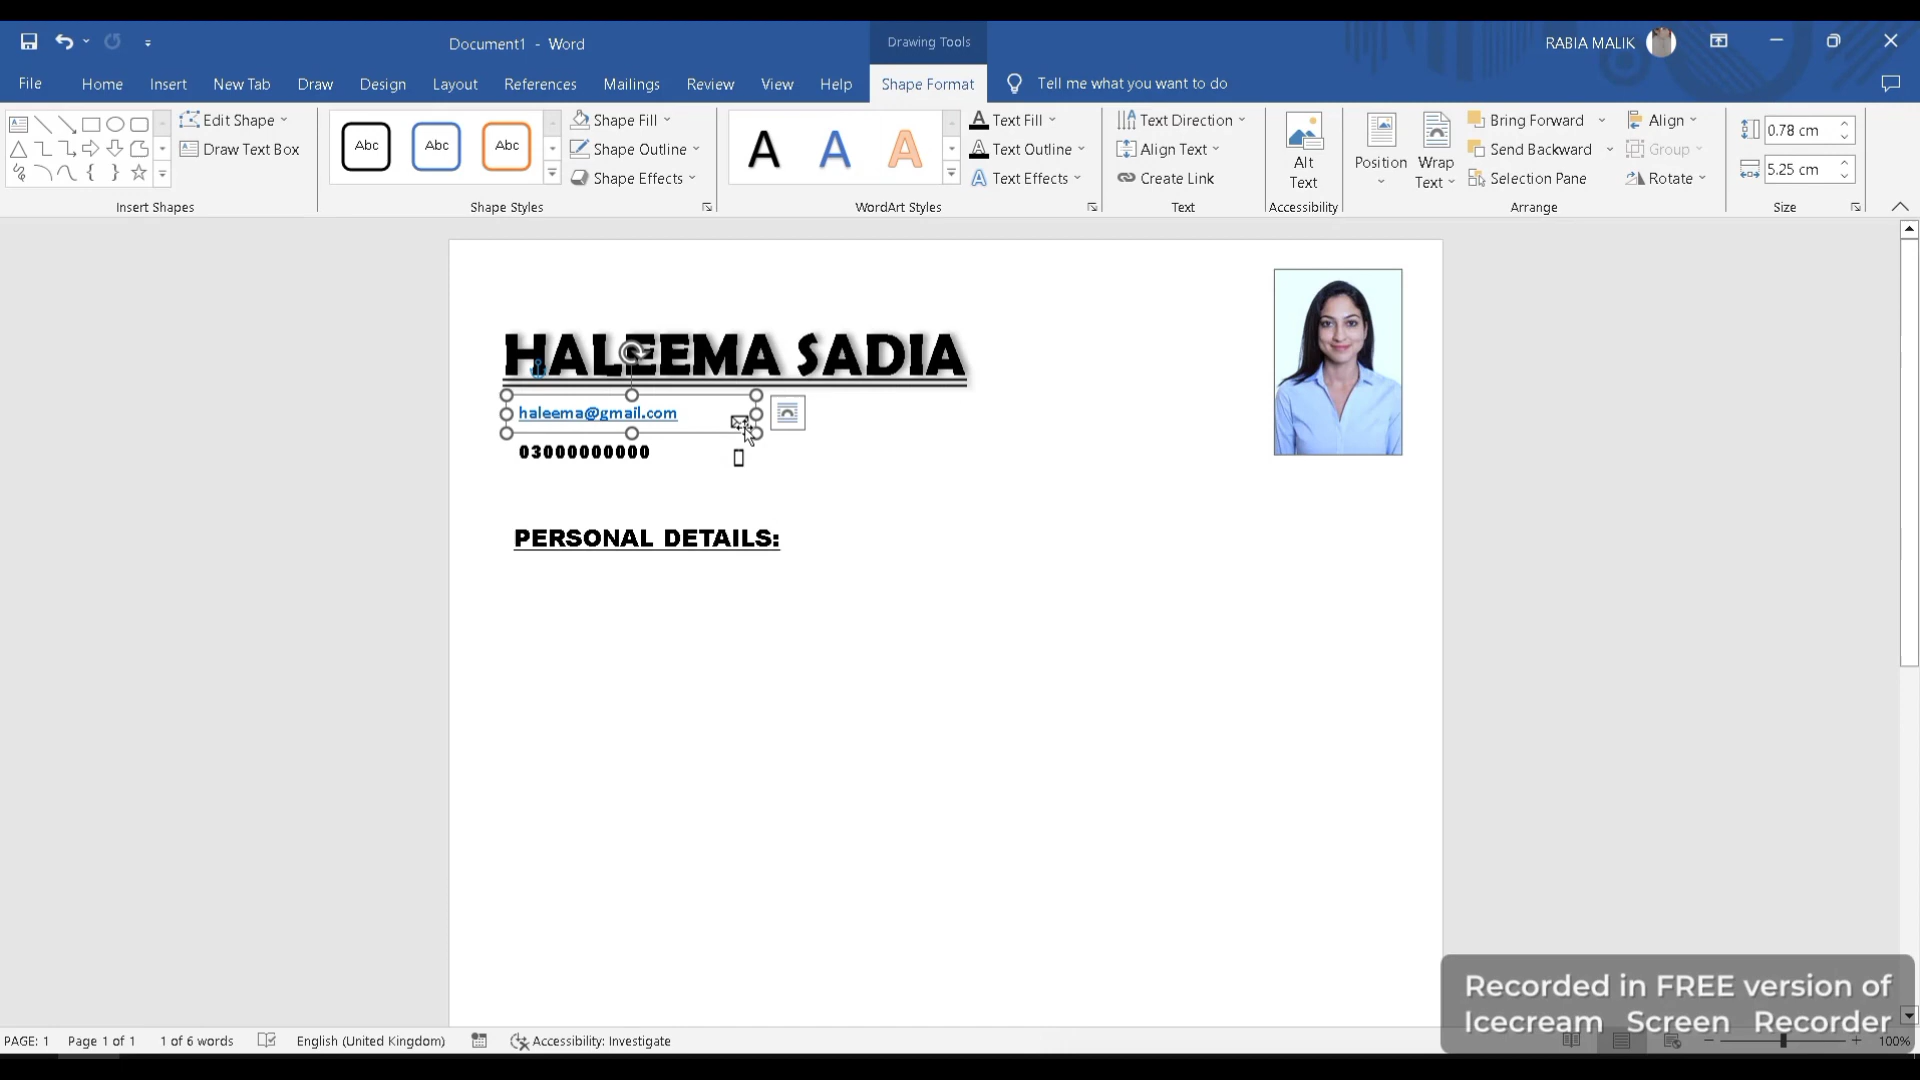 Document1 - Word
Drawing Tools
RABIA MALIK
File
Home
Insert
New Tab
Draw
Design
Layout
References
Mailings
Review
View
Help
Shape Format
Tell me what you want to do
Edit Shape
Draw Text Box
Insert Shapes
Abc
Abc
Abc
Shape Fill
Shape Outline
Shape Effects
Shape Styles
A
A
A
Text Fill
Text Outline
Text Effects
WordArt Styles
Text Direction
Align Text
Create Link
Text
Alt
Text
Accessibility
Position
Wrap
Text
Bring Forward
Send Backward
Selection Pane
Align
Group
Rotate
Arrange
0.78 cm
5.25 cm
Size
HALEEMA SADIA
haleema@gmail.com
03000000000
PERSONAL DETAILS:
Recorded in FREE version of
Icecream Screen Recorder
PAGE: 1
Page 1 of 1
1 of 6 words
English (United Kingdom)
Accessibility: Investigate
100%